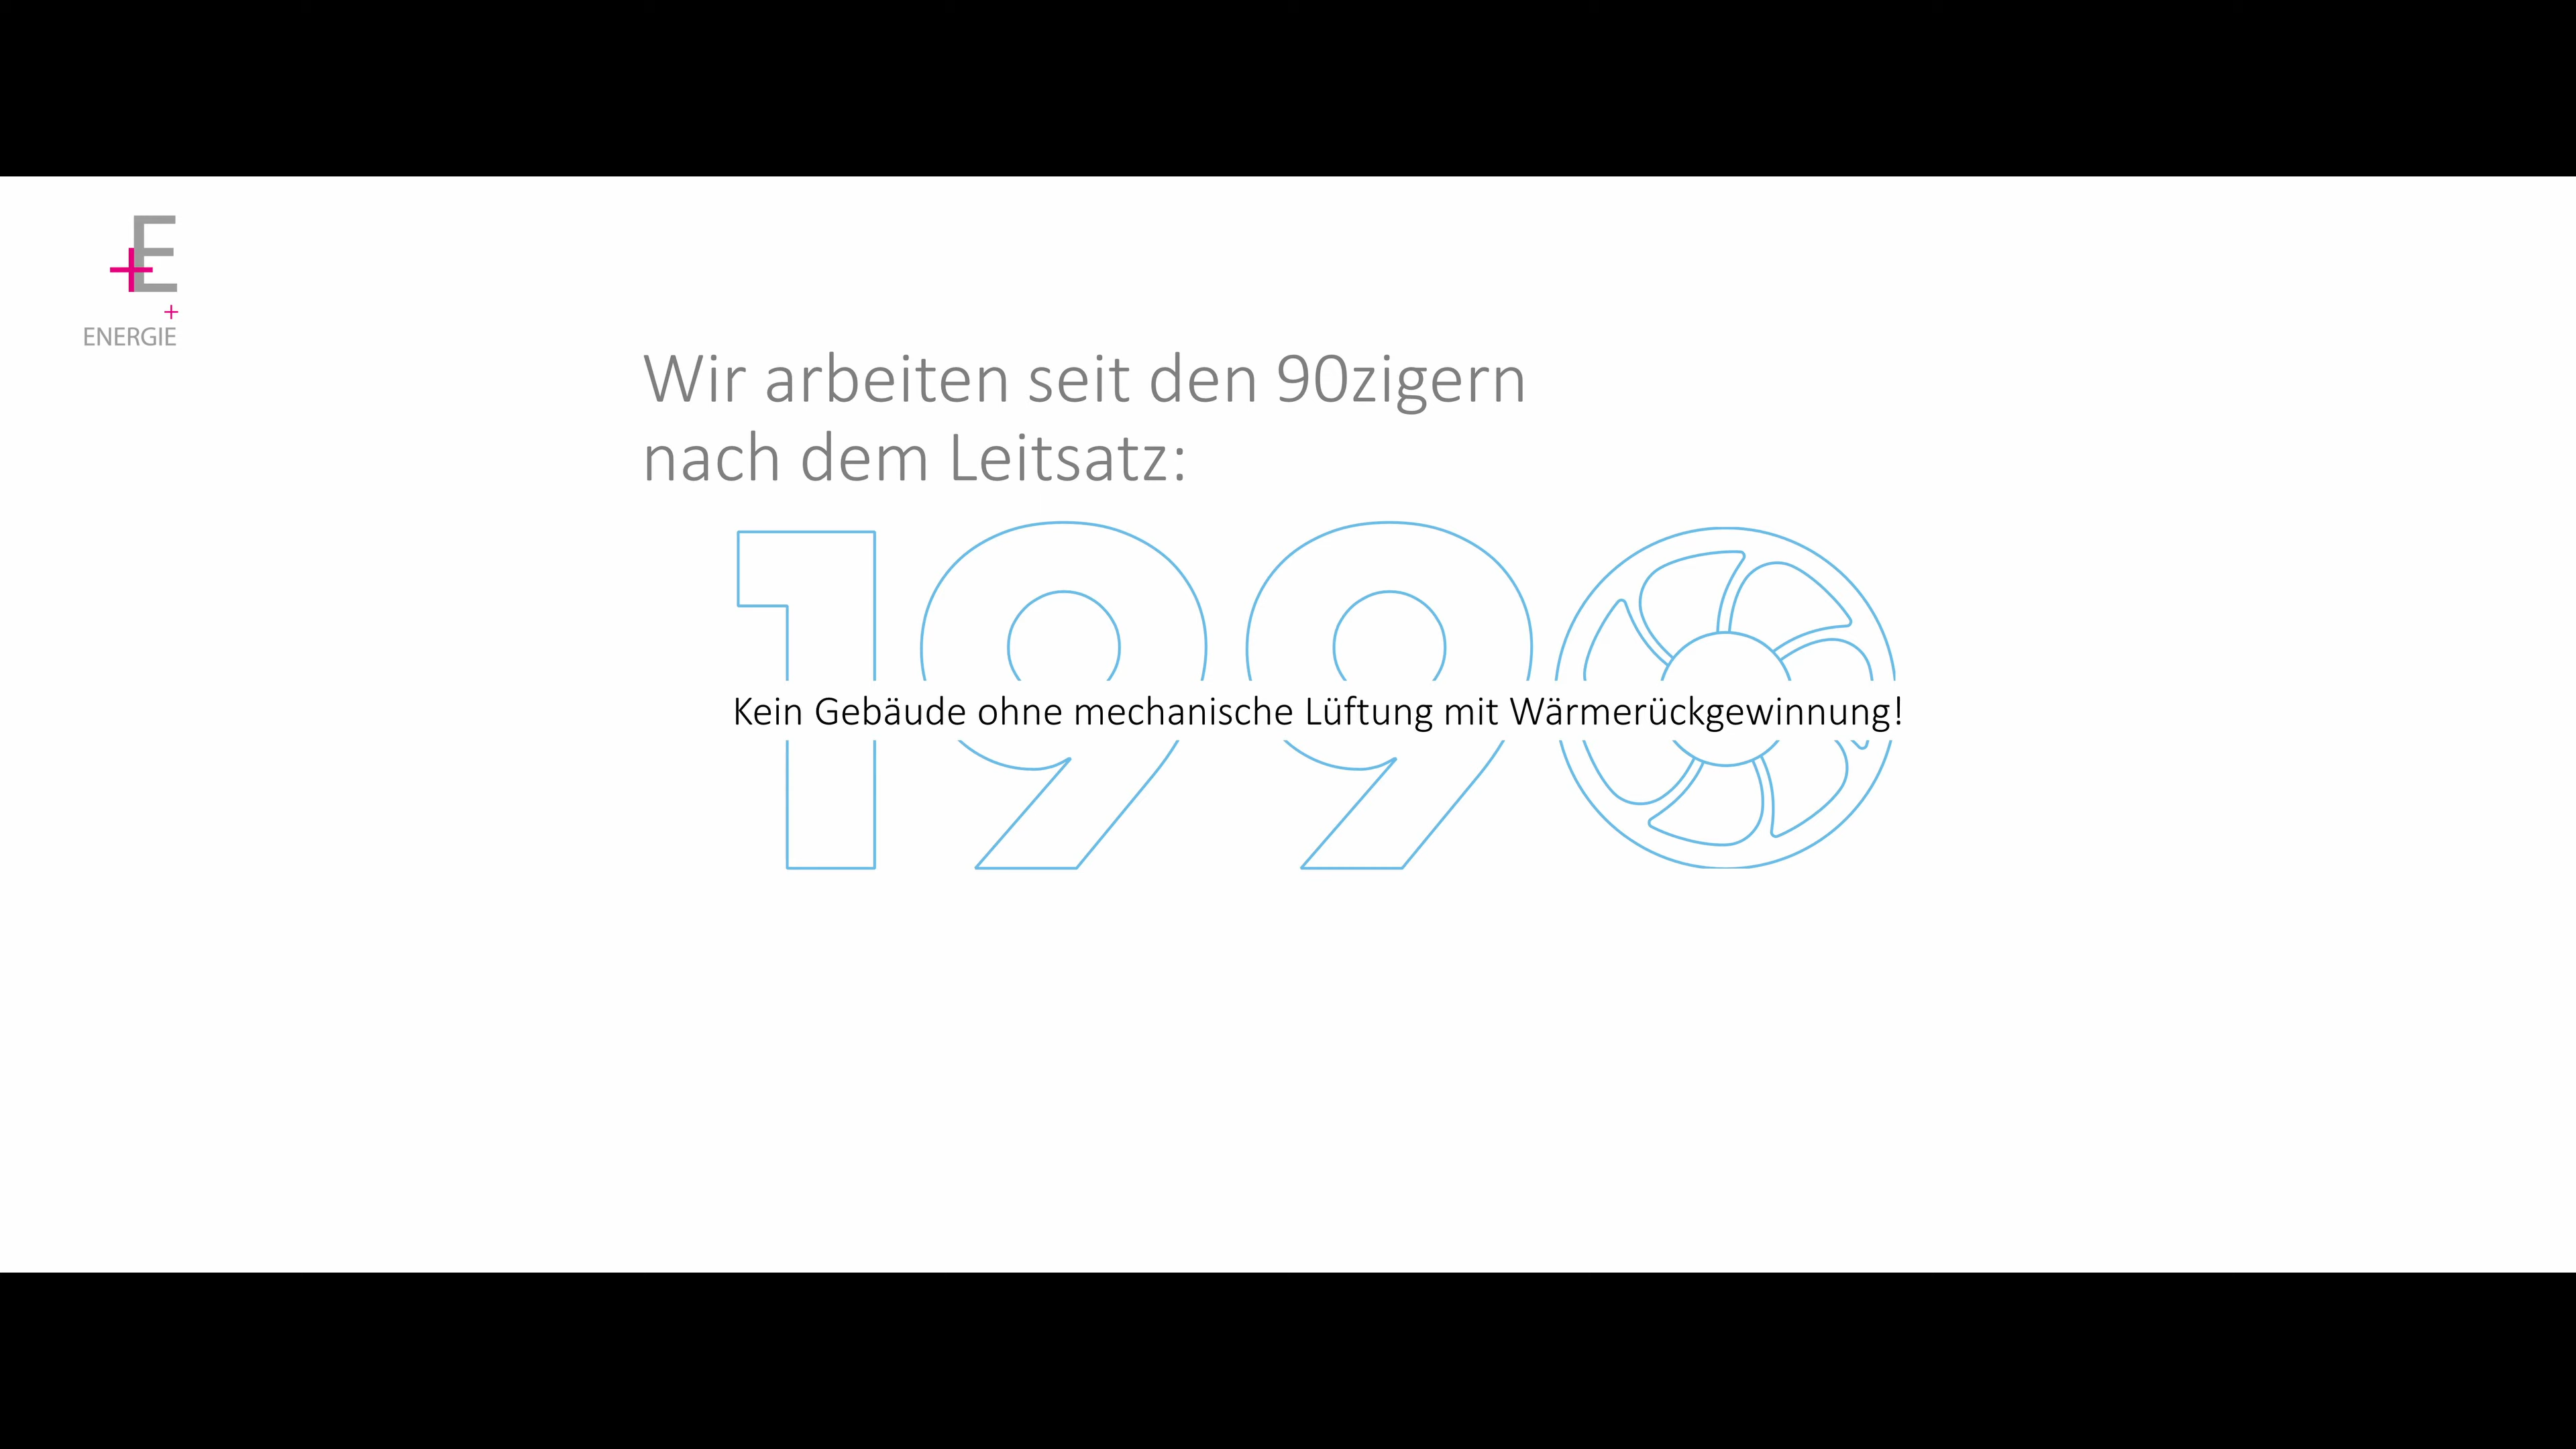 E
+
ENERGIE
Wir arbeiten seit den 90zigern
nach dem Leitsatz:
1990
Kein Gebäude ohne mechanische Lüftung mit Wärmerückgewinnung!